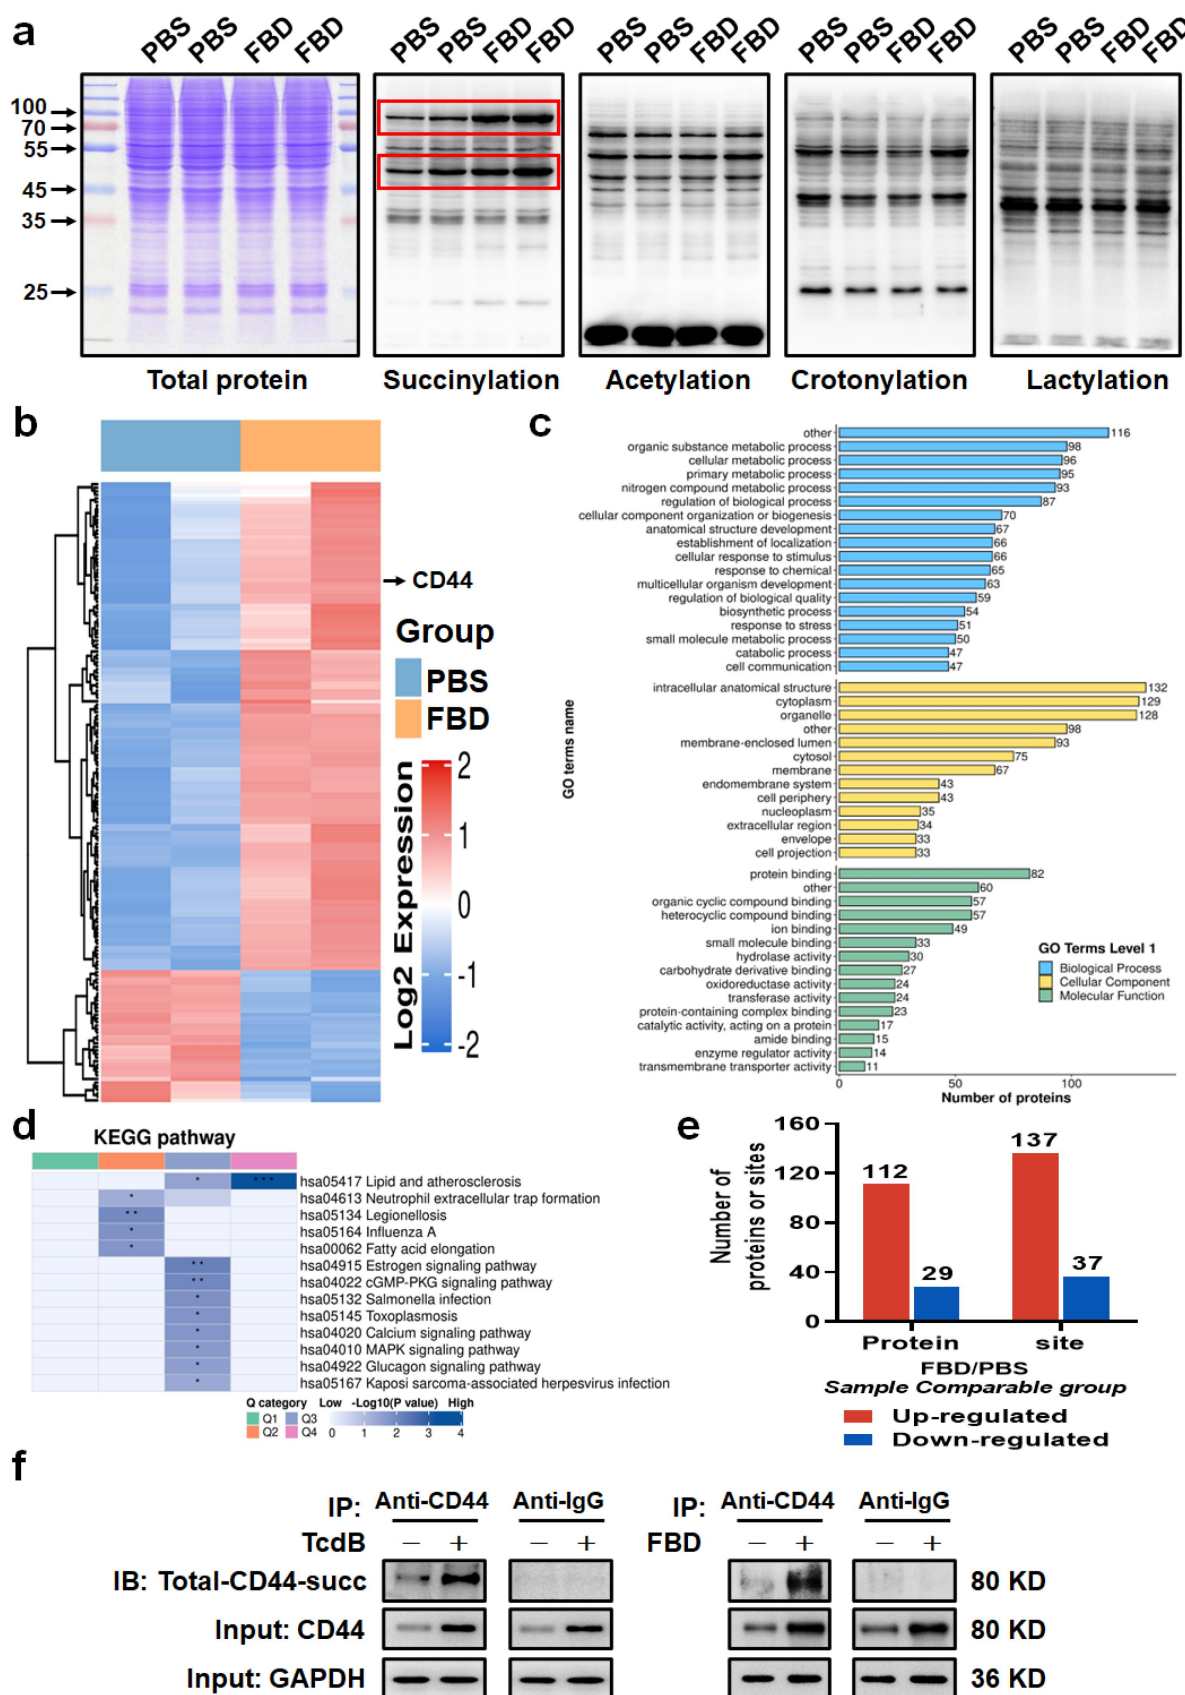 a
PBS PBS FBD FBD
PBS PBS FBD FBD
PBS PBS FBD FBD
PBS PBS FBD FBD
PBS PBS FBD FBD
100
70
55
45
35
25
Total protein
Succinylation
Acetylation
Crotonylation
Lactylation
b
CD44
Group
PBS
FBD
Log2 Expression
2
1
0
-1
-2
c
GO terms name
other 116
organic substance metabolic process 98
cellular metabolic process 96
primary metabolic process 95
nitrogen compound metabolic process 93
regulation of biological process 87
cellular component organization or biogenesis 70
anatomical structure development 67
establishment of localization 66
cellular response to stimulus 66
response to chemical 65
multicellular organism development 63
regulation of biological quality 59
biosynthetic process 54
response to stress 51
small molecule metabolic process 50
catabolic process 47
cell communication 47
intracellular anatomical structure 132
cytoplasm 129
organelle 128
other 98
membrane-enclosed lumen 93
cytosol 75
membrane 67
endomembrane system 43
cell periphery 43
nucleoplasm 35
extracellular region 34
envelope 33
cell projection 33
protein binding 82
other 60
organic cyclic compound binding 57
heterocyclic compound binding 57
ion binding 49
small molecule binding 33
hydrolase activity 30
carbohydrate derivative binding 27
oxidoreductase activity 24
transferase activity 24
protein-containing complex binding 23
catalytic activity, acting on a protein 17
amide binding 15
enzyme regulator activity 14
transmembrane transporter activity 11
0 50 100
Number of proteins
GO Terms Level 1
Biological Process
Cellular Component
Molecular Function
d
KEGG pathway
* *** hsa05417 Lipid and atherosclerosis
* hsa04613 Neutrophil extracellular trap formation
** hsa05134 Legionellosis
* hsa05164 Influenza A
* hsa00062 Fatty acid elongation
** hsa04915 Estrogen signaling pathway
** hsa04022 cGMP-PKG signaling pathway
* hsa05132 Salmonella infection
* hsa05145 Toxoplasmosis
* hsa04020 Calcium signaling pathway
* hsa04010 MAPK signaling pathway
* hsa04922 Glucagon signaling pathway
* hsa05167 Kaposi sarcoma-associated herpesvirus infection
Q category
Q1 Q3
Q2 Q4
Low -Log10(P value) High
0 1 2 3 4
e
Number of
proteins or sites
160
120
80
40
0
112
29
137
37
Protein site
FBD/PBS
Sample Comparable group
Up-regulated
Down-regulated
f
IP: Anti-CD44 Anti-IgG IP: Anti-CD44 Anti-IgG
TcdB − + − + FBD − + − +
IB: Total-CD44-succ 80 KD
Input: CD44 80 KD
Input: GAPDH 36 KD